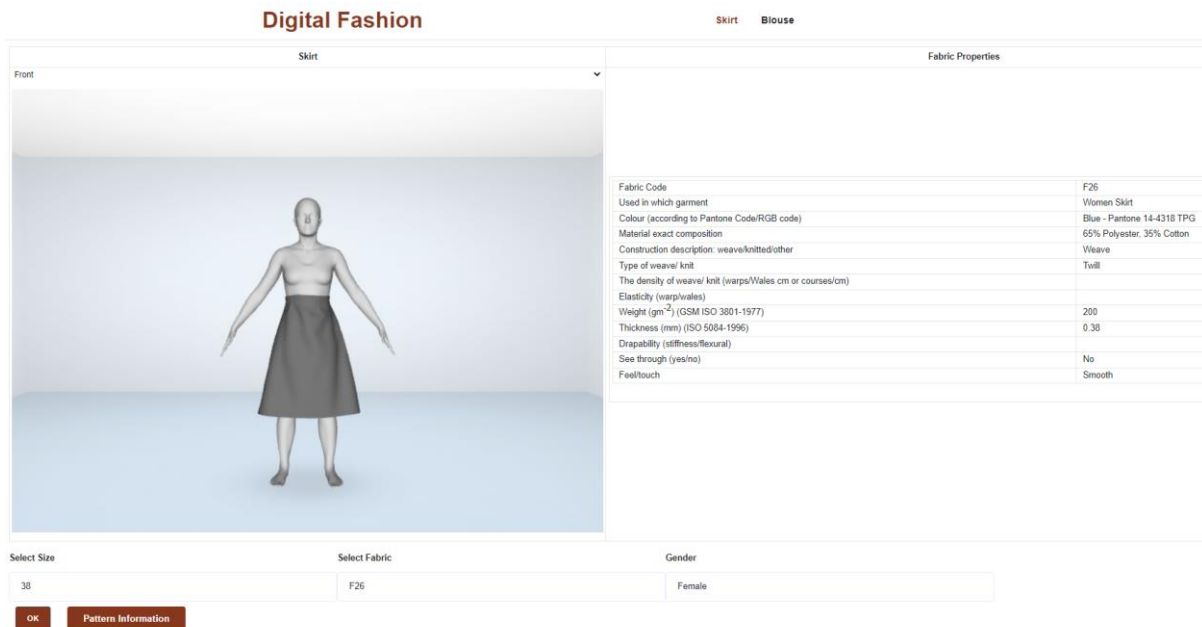 Digital Fashion
Skirt Blouse
Skirt
Fabric Properties
Front
Fabric Code F26
Used in which garment Women Skirt
Colour (according to Pantone Code/RGB code) Blue - Pantone 14-4318 TPG
Material exact composition 65% Polyester, 35% Cotton
Construction description: weave/knitted/other Weave
Type of weave/ knit Twill
The density of weave/ knit (warps/Wales cm or courses/cm)
Elasticity (warp/wales)
Weight (gm-2) (GSM ISO 3801-1977) 200
Thickness (mm) (ISO 5084-1996) 0.38
Drapability (stiffness/flexural)
See through (yes/no) No
Feel/touch Smooth
Select Size Select Fabric Gender
38 F26 Female
OK Pattern Information